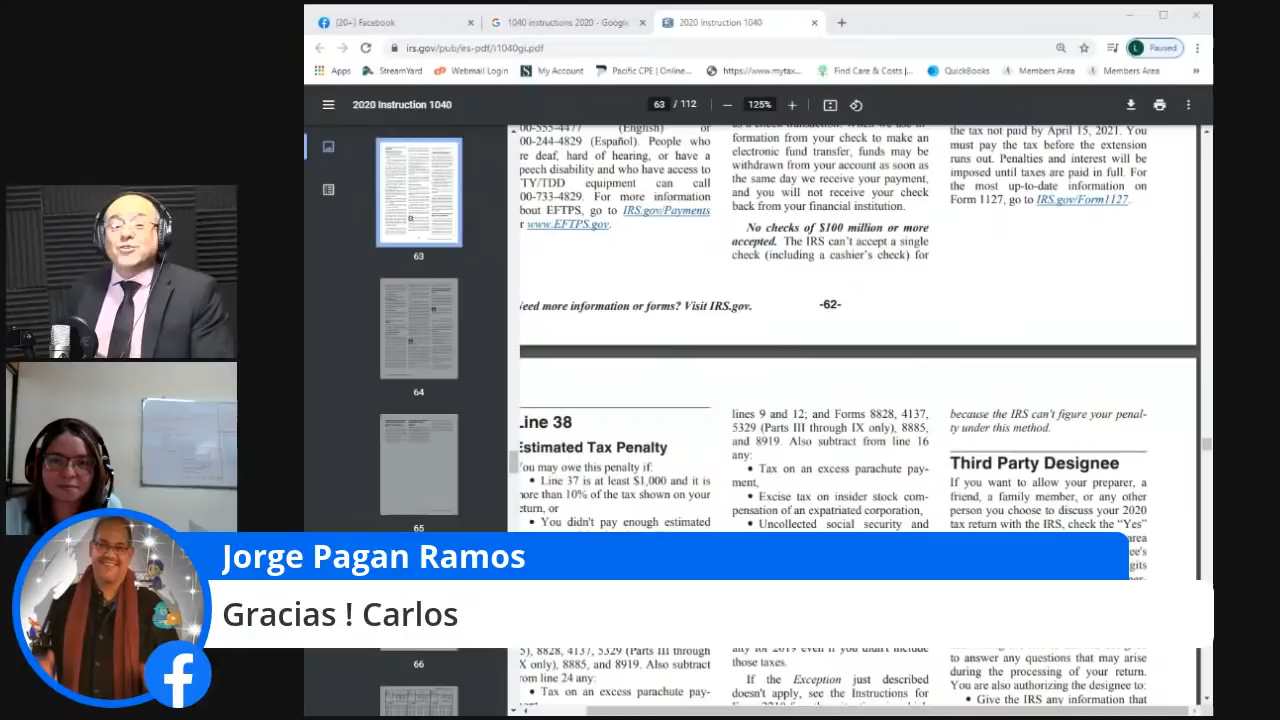 (20+) Facebook
1040 instructions 2020 - Google
2020 Instruction 1040
irs.gov/pub/irs-pdf/i1040gi.pdf
Paused
Apps
StreamYard
Webmail Login
My Account
Pacific CPE | Online...
https://www.mytax...
Find Care & Costs |...
QuickBooks
Members Area
Members Area
2020 Instruction 1040
63 / 112
125%
63
64
65
66
00-555-4477 (English) or
00-244-4829 (Español). People who
re deaf, hard of hearing, or have a
peech disability and who have access to
TY/TDD equipment can call
00-733-4829. For more information
bout EFTPS, go to IRS.gov/Payments
r www.EFTPS.gov.
formation from your check to make an
electronic fund transfer, funds may be
withdrawn from your account as soon as
the same day we receive your payment,
and you will not receive your check
back from your financial institution.
No checks of $100 million or more
accepted. The IRS can't accept a single
check (including a cashier's check) for
the tax not paid by April 15, 2021. You
must pay the tax before the extension
runs out. Penalties and interest will be
imposed until taxes are paid in full. For
the most up-to-date information on
Form 1127, go to IRS.gov/Form1127.
eed more information or forms? Visit IRS.gov.
-62-
Line 38
Estimated Tax Penalty
You may owe this penalty if:
• Line 37 is at least $1,000 and it is
ore than 10% of the tax shown on your
eturn, or
• You didn't pay enough estimated
lines 9 and 12; and Forms 8828, 4137,
5329 (Parts III through IX only), 8885,
and 8919. Also subtract from line 16
any:
• Tax on an excess parachute pay-
ment,
• Excise tax on insider stock com-
pensation of an expatriated corporation,
• Uncollected social security and
because the IRS can't figure your penal-
ty under this method.
Third Party Designee
If you want to allow your preparer, a
friend, a family member, or any other
person you choose to discuss your 2020
tax return with the IRS, check the "Yes"
area
ee's
gits
Jorge Pagan Ramos
Gracias ! Carlos
5), 8828, 4137, 5329 (Parts III through
X only), 8885, and 8919. Also subtract
rom line 24 any:
• Tax on an excess parachute pay-
any for 2019 even if you didn't include
those taxes.
If the Exception just described
doesn't apply, see the Instructions for
to answer any questions that may arise
during the processing of your return.
You are also authorizing the designee to:
• Give the IRS any information that